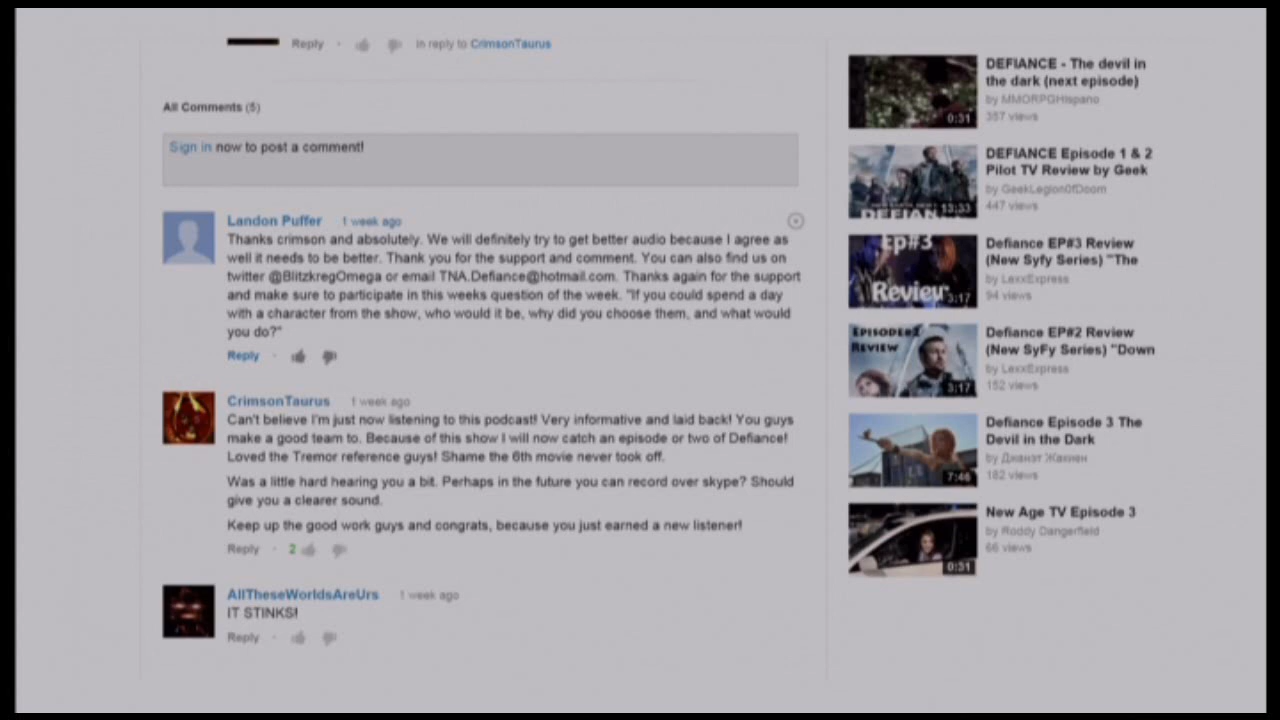 Reply · In reply to CrimsonTaurus
All Comments (5)
Sign in now to post a comment!
Landon Puffer 1 week ago
Thanks crimson and absolutely. We will definitely try to get better audio because I agree as
well it needs to be better. Thank you for the support and comment. You can also find us on
twitter @BlitzkregOmega or email TNA.Defiance@hotmail.com. Thanks again for the support
and make sure to participate in this weeks question of the week. "If you could spend a day
with a character from the show, who would it be, why did you choose them, and what would
you do?"
Reply ·
CrimsonTaurus 1 week ago
Can't believe I'm just now listening to this podcast! Very informative and laid back! You guys
make a good team to. Because of this show I will now catch an episode or two of Defiance!
Loved the Tremor reference guys! Shame the 6th movie never took off.
Was a little hard hearing you a bit. Perhaps in the future you can record over skype? Should
give you a clearer sound.
Keep up the good work guys and congrats, because you just earned a new listener!
Reply · 2
AllTheseWorldsAreUrs 1 week ago
IT STINKS!
Reply ·
0:31
DEFIANCE - The devil in
the dark (next episode)
by MMORPGHispano
357 views
DEFIAN
13:33
DEFIANCE Episode 1 & 2
Pilot TV Review by Geek
by GeekLegionOfDoom
447 views
Ep#3
Review
3:17
Defiance EP#3 Review
(New Syfy Series) "The
by LexxExpress
94 views
EPISODE#2
REVIEW
3:17
Defiance EP#2 Review
(New SyFy Series) "Down
by LexxExpress
152 views
7:46
Defiance Episode 3 The
Devil in the Dark
by Джанэт Жакиен
182 views
0:31
New Age TV Episode 3
by Roddy Dangerfield
66 views